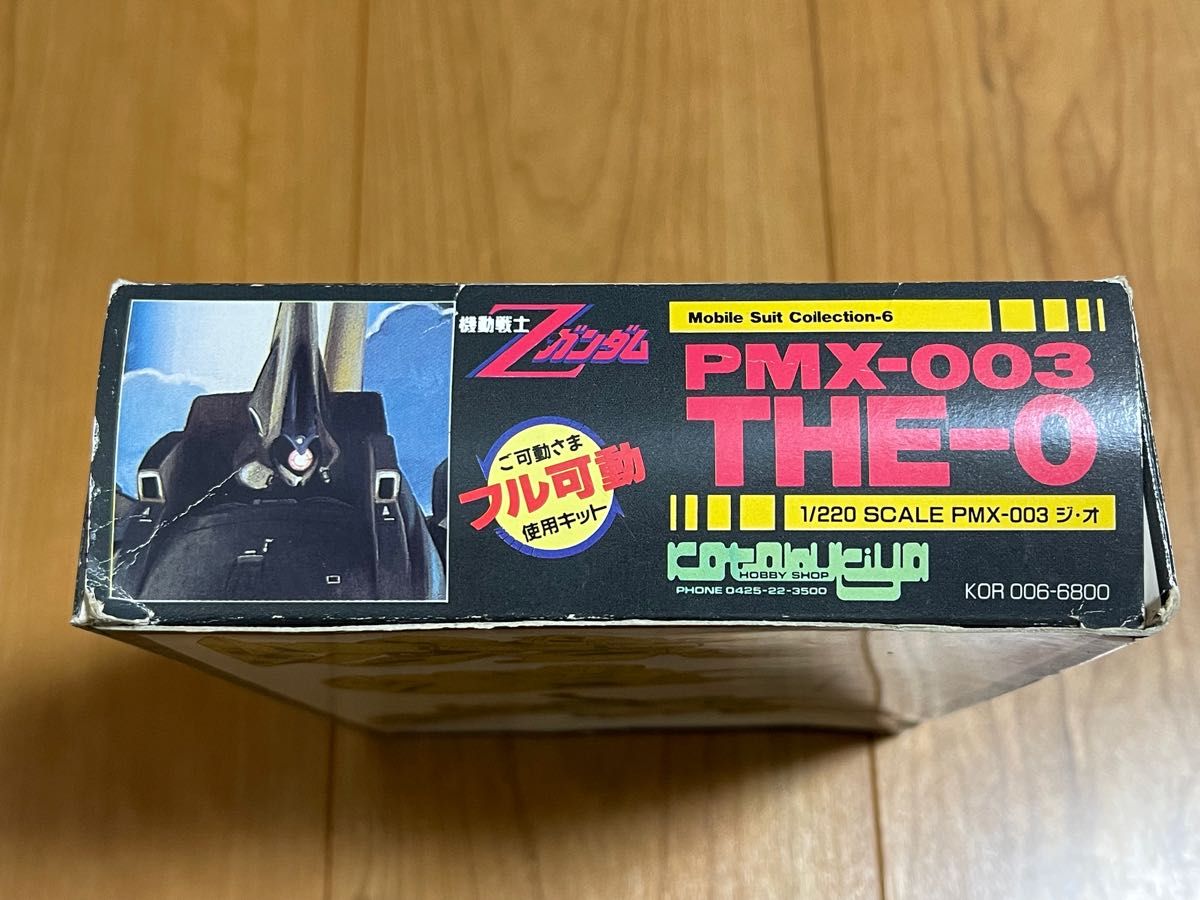 機動戦士
Zガンダム
ご可動さま
フル可動
使用キット
Mobile Suit Collection-6
PMX-003
THE-O
1/220 SCALE PMX-003 ジ・オ
kotobukiya
HOBBY SHOP
PHONE 0425-22-3500
KOR 006-6800